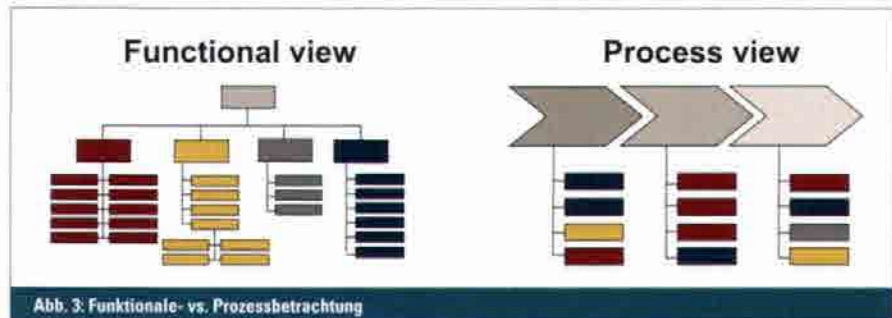 Functional view
Process view
Abb. 3: Funktionale- vs. Prozessbetrachtung